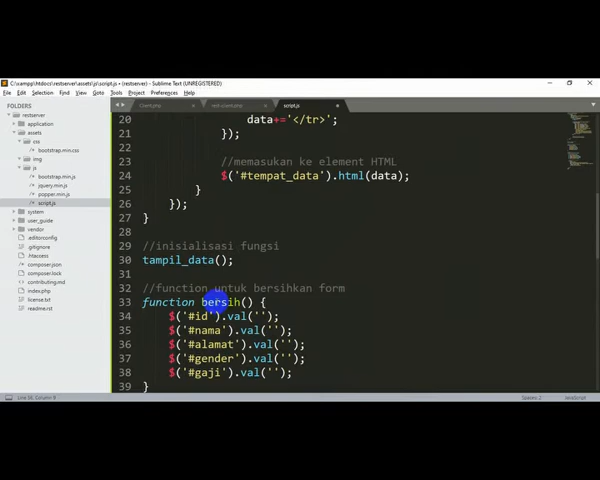 C:\xampp\htdocs\restserver\assets\js\script.js • (restserver) - Sublime Text (UNREGISTERED)
File Edit Selection Find View Goto Tools Project Preferences Help
FOLDERS
restserver
application
assets
css
bootstrap.min.css
img
js
bootstrap.min.js
jquery.min.js
popper.min.js
script.js
system
user_guide
vendor
.editorconfig
.gitignore
.htaccess
composer.json
composer.lock
contributing.md
index.php
license.txt
readme.rst
script.js
20 data+='</tr>';
21 });
22
23 //memasukan ke element HTML
24 $('#tempat_data').html(data);
25 }
26 });
27 }
28
29 //inisialisasi fungsi
30 tampil_data();
31
32 //function untuk bersihkan form
33 function bersih() {
34 $('#id').val('');
35 $('#nama').val('');
36 $('#alamat').val('');
37 $('#gender').val('');
38 $('#gaji').val('');
39 }
Spaces: 2 JavaScript